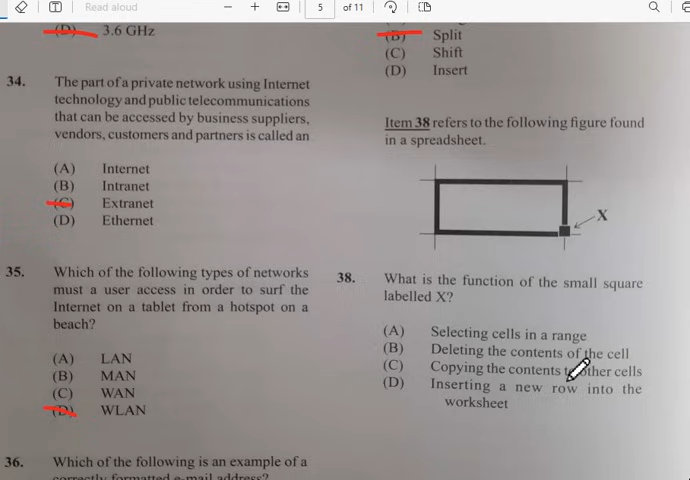 Read aloud
5
of 11
(D) 3.6 GHz
34. The part of a private network using Internet
technology and public telecommunications
that can be accessed by business suppliers,
vendors, customers and partners is called an
(A) Internet
(B) Intranet
(C) Extranet
(D) Ethernet
35. Which of the following types of networks
must a user access in order to surf the
Internet on a tablet from a hotspot on a
beach?
(A) LAN
(B) MAN
(C) WAN
(D) WLAN
36. Which of the following is an example of a
correctly formatted e-mail address?
(B) Split
(C) Shift
(D) Insert
Item 38 refers to the following figure found
in a spreadsheet.
X
38. What is the function of the small square
labelled X?
(A) Selecting cells in a range
(B) Deleting the contents of the cell
(C) Copying the contents to other cells
(D) Inserting a new row into the
worksheet